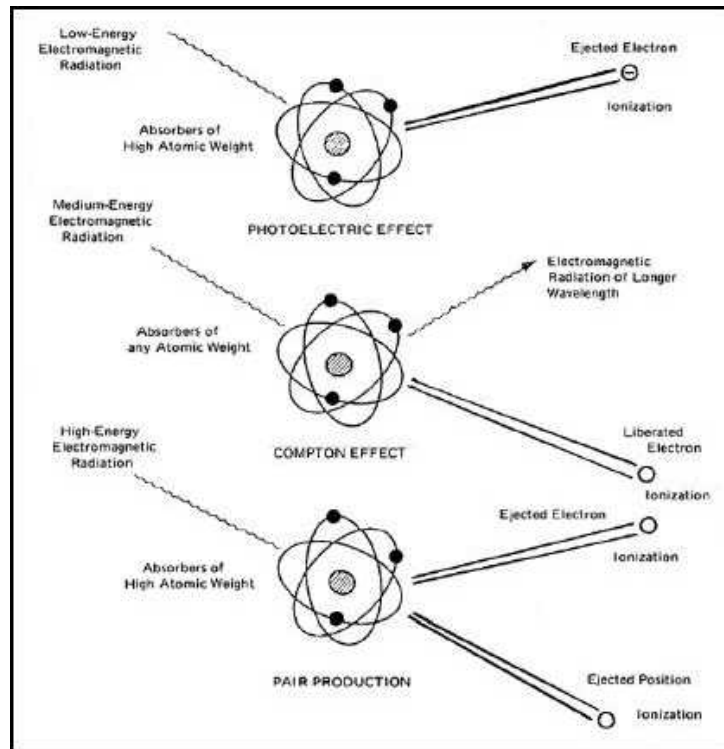 Low-Energy
Electromagnetic
Radiation
Ejected Electron
Ionization
Absorbers of
High Atomic Weight
PHOTOELECTRIC EFFECT
Medium-Energy
Electromagnetic
Radiation
Electromagnetic
Radiation of Longer
Wavelength
Absorbers of
any Atomic Weight
COMPTON EFFECT
Liberated
Electron
Ionization
High-Energy
Electromagnetic
Radiation
Ejected Electron
Ionization
Absorbers of
High Atomic Weight
PAIR PRODUCTION
Ejected Position
Ionization